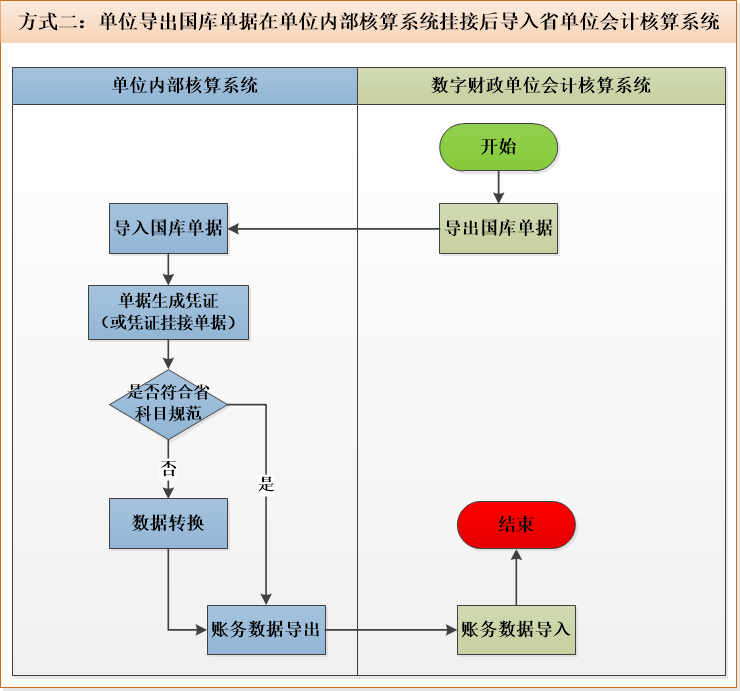 方式二：单位导出国库单据在单位内部核算系统挂接后导入省单位会计核算系统
单位内部核算系统
数字财政单位会计核算系统
开始
导入国库单据
导出国库单据
单据生成凭证
（或凭证挂接单据）
是否符合省
科目规范
否
是
数据转换
结束
账务数据导出
账务数据导入